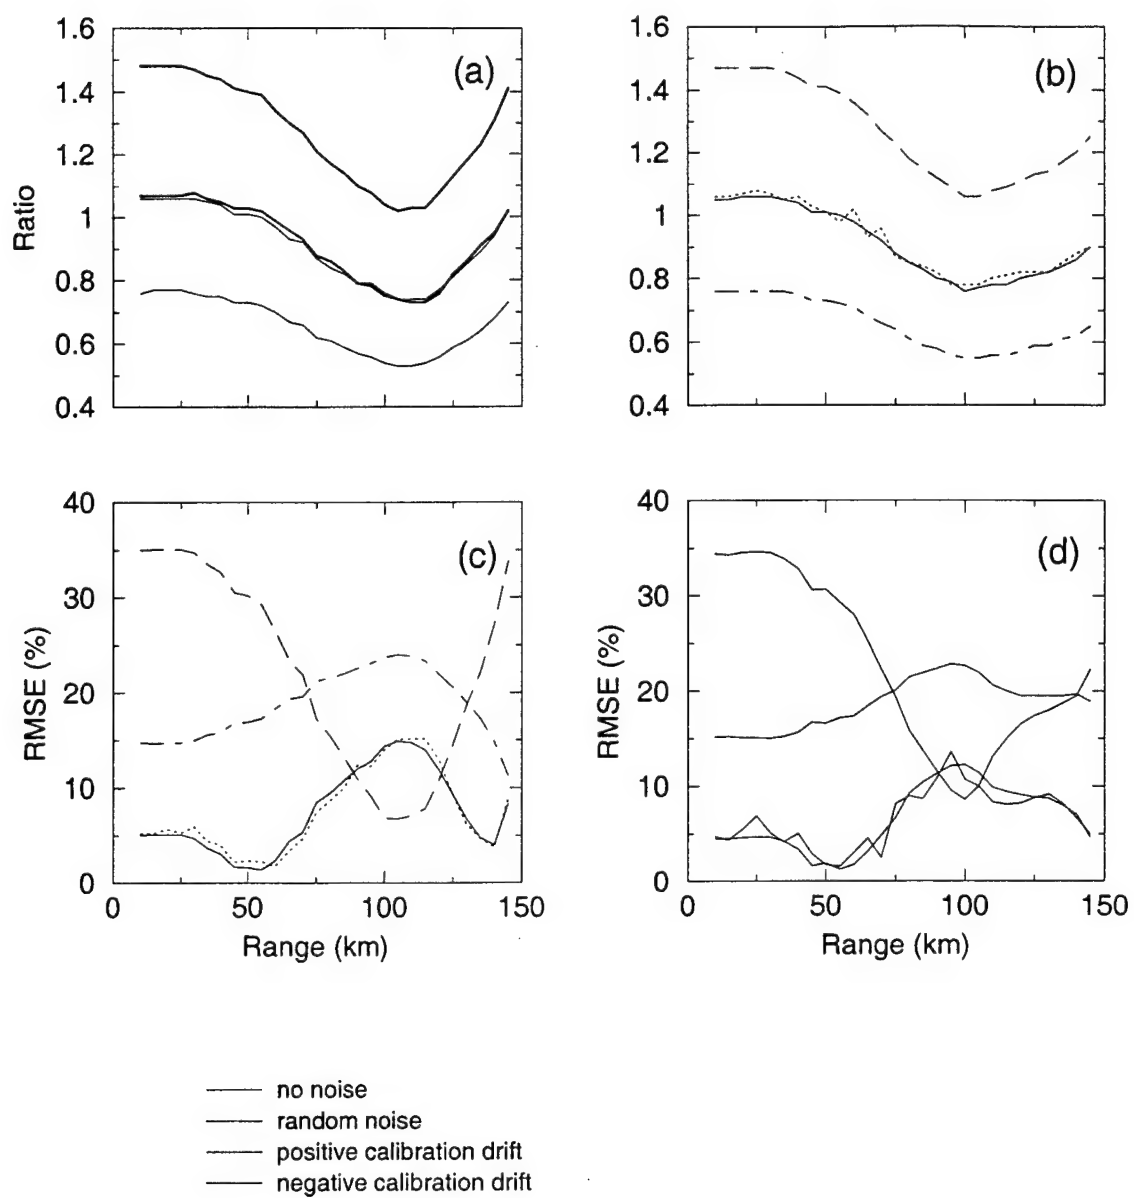 1.6
1.4
1.2
1
0.8
0.6
0.4
Ratio
(a)
1.6
1.4
1.2
1
0.8
0.6
0.4
(b)
40
30
20
10
0
RMSE (%)
(c)
0
50
100
150
Range (km)
40
30
20
10
0
RMSE (%)
(d)
0
50
100
150
Range (km)
no noise
random noise
positive calibration drift
negative calibration drift